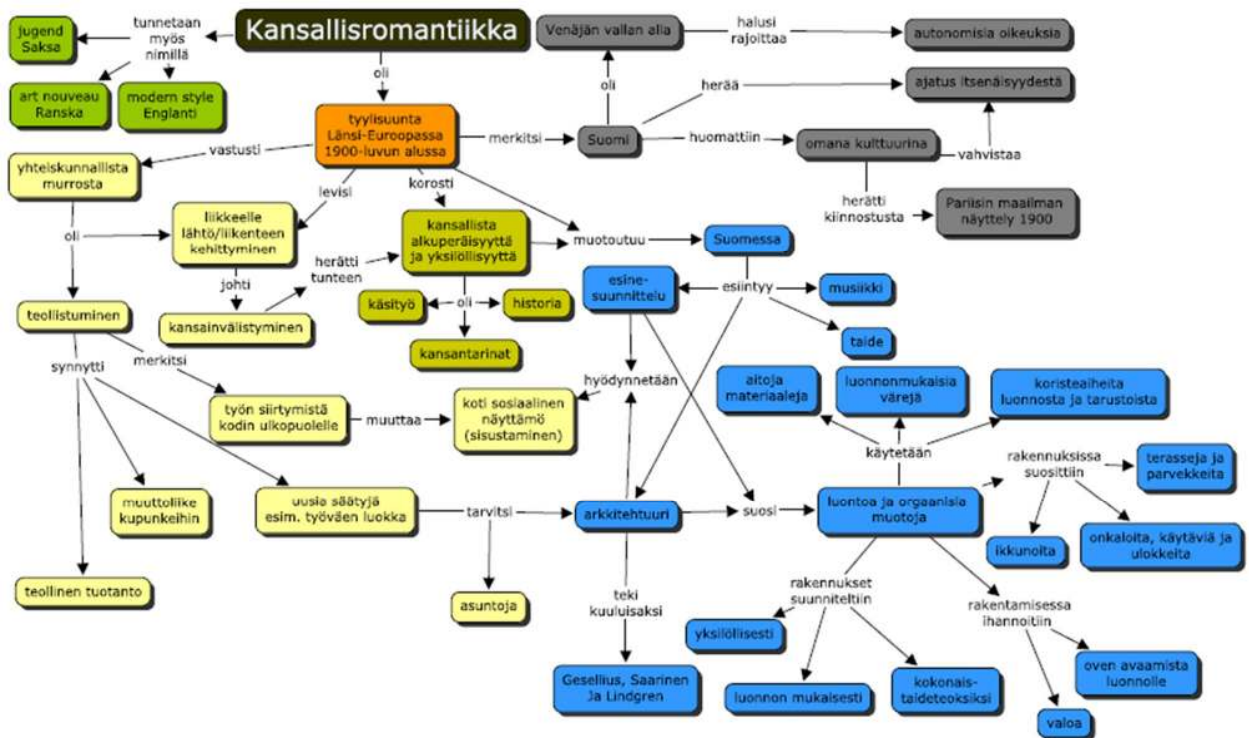 Kansallisromantiikka
tunnetaan
myös
nimillä
jugend
Saksa
art nouveau
Ranska
modern style
Englanti
oli
tyylisuunta
Länsi-Euroopassa
1900-luvun alussa
merkitsi
Suomi
oli
Venäjän vallan alla
halusi
rajoittaa
autonomisia oikeuksia
herää
ajatus itsenäisyydestä
huomattiin
omana kulttuurina
vahvistaa
herätti
kiinnostusta
Pariisin maailman
näyttely 1900
vastusti
yhteiskunnallista
murrosta
levisi
korosti
oli
liikkeelle
lähtö/liikenteen
kehittyminen
johti
kansainvälistyminen
herätti
tunteen
kansallista
alkuperäisyyttä
ja yksilöllisyyttä
oli
käsityö
historia
kansantarinat
muotoutuu
Suomessa
esiintyy
esine-
suunnittelu
musiikki
taide
teollistuminen
synnytti
merkitsi
työn siirtymistä
kodin ulkopuolelle
muuttaa
koti sosiaalinen
näyttämö
(sisustaminen)
hyödynnetään
muuttoliike
kupunkeihin
uusia säätyjä
esim. työväen luokka
teollinen tuotanto
tarvitsi
asuntoja
arkkitehtuuri
teki
kuuluisaksi
Gesellius, Saarinen
Ja Lindgren
suosi
luontoa ja orgaanisia
muotoja
käytetään
aitoja
materiaaleja
luonnonmukaisia
värejä
koristeaiheita
luonnosta ja tarustoista
rakennuksissa
suosittiin
terasseja ja
parvekkeita
ikkunoita
onkaloita, käytäviä ja
ulokkeita
rakennukset
suunniteltiin
yksilöllisesti
luonnon mukaisesti
kokonais-
taideteoksiksi
rakentamisessa
ihannoitiin
oven avaamista
luonnolle
valoa